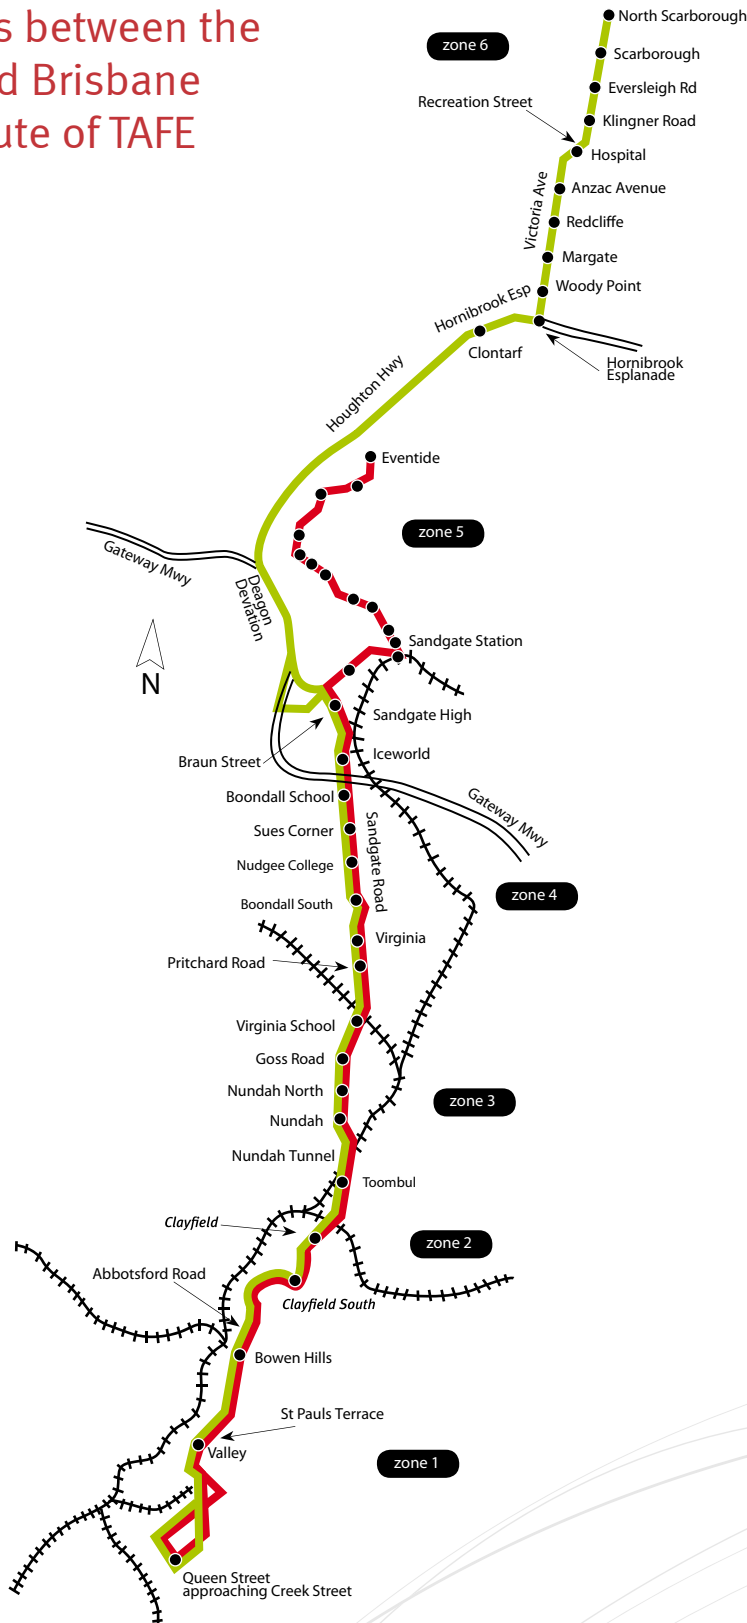 s between the
d Brisbane
ute of TAFE
zone 6
North Scarborough
Scarborough
Eversleigh Rd
Recreation Street
Klingner Road
Hospital
Anzac Avenue
Victoria Ave
Redcliffe
Margate
Woody Point
Hornibrook Esp
Clontarf
Hornibrook
Esplanade
Houghton Hwy
Eventide
zone 5
Gateway Mwy
Deagon
Deviation
N
Sandgate Station
Sandgate High
Braun Street
Iceworld
Boondall School
Gateway Mwy
Sues Corner
Sandgate Road
Nudgee College
zone 4
Boondall South
Virginia
Pritchard Road
Virginia School
Goss Road
Nundah North
zone 3
Nundah
Nundah Tunnel
Toombul
Clayfield
zone 2
Abbotsford Road
Clayfield South
Bowen Hills
St Pauls Terrace
Valley
zone 1
Queen Street
approaching Creek Street